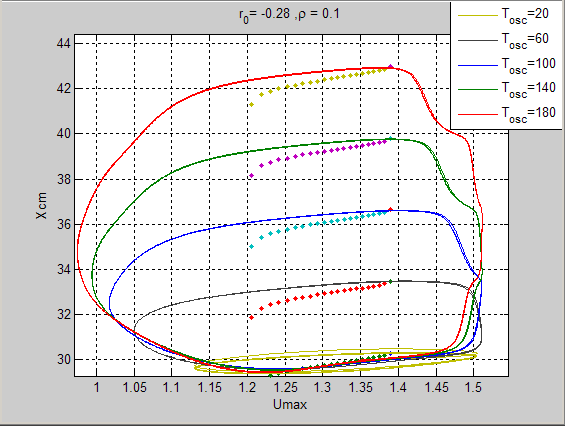 r0= -0.28 ,ρ = 0.1
Tosc=20
Tosc=60
Tosc=100
Tosc=140
Tosc=180
44
42
40
38
36
34
32
30
X cm
1 1.05 1.1 1.15 1.2 1.25 1.3 1.35 1.4 1.45 1.5
Umax